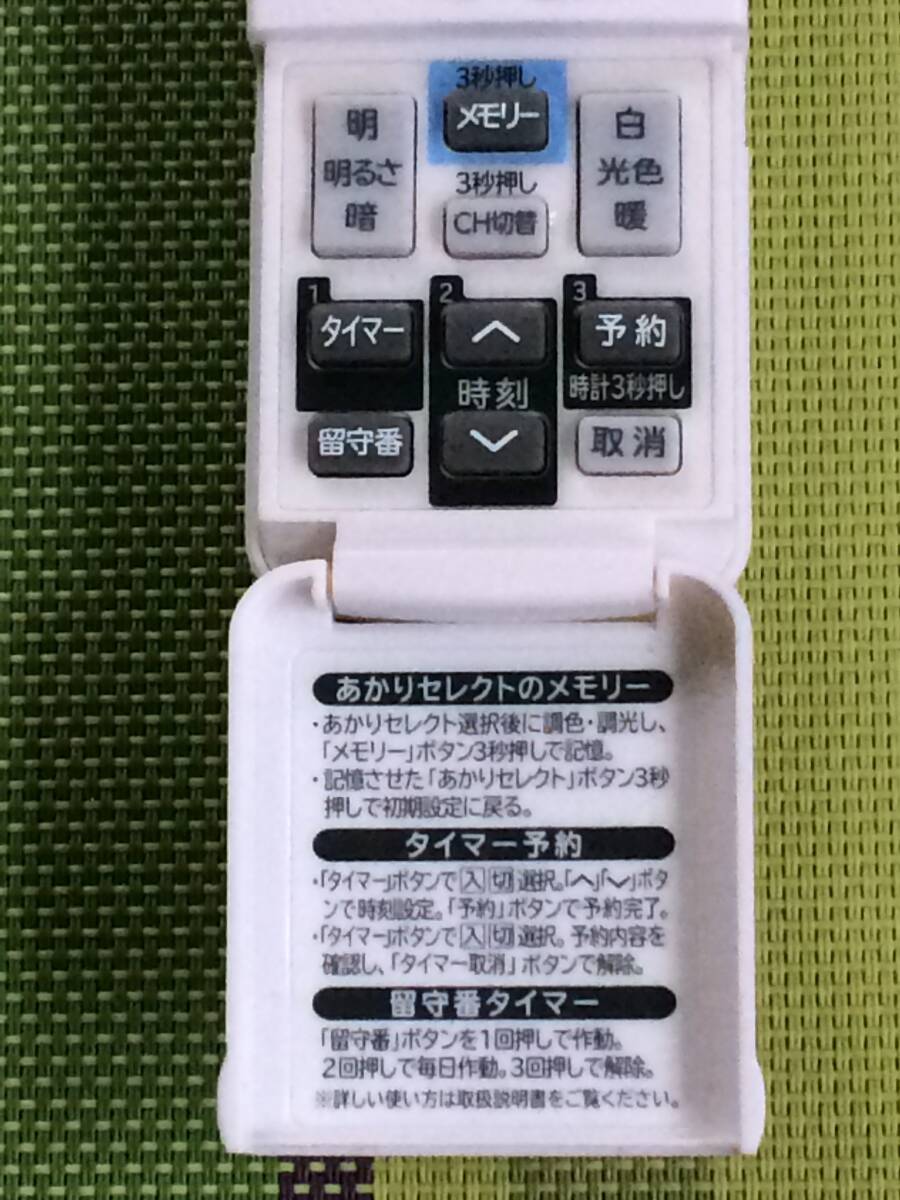 3秒押し
メモリー
明
明るさ
暗
白
光色
暖
3秒押し
CH切替
1
タイマー
2
時刻
3
予約
時計3秒押し
留守番
取消
あかりセレクトのメモリー
・あかりセレクト選択後に調色・調光し、
「メモリー」ボタン3秒押しで記憶。
・記憶させた「あかりセレクト」ボタン3秒
押しで初期設定に戻る。
タイマー予約
・「タイマー」ボタンで入切選択。「へ」「∨」ボタ
ンで時刻設定。「予約」ボタンで予約完了。
・「タイマー」ボタンで入切選択。予約内容を
確認し、「タイマー取消」ボタンで解除。
留守番タイマー
「留守番」ボタンを1回押しで作動。
2回押しで毎日作動。3回押しで解除。
※詳しい使い方は取扱説明書をご覧ください。